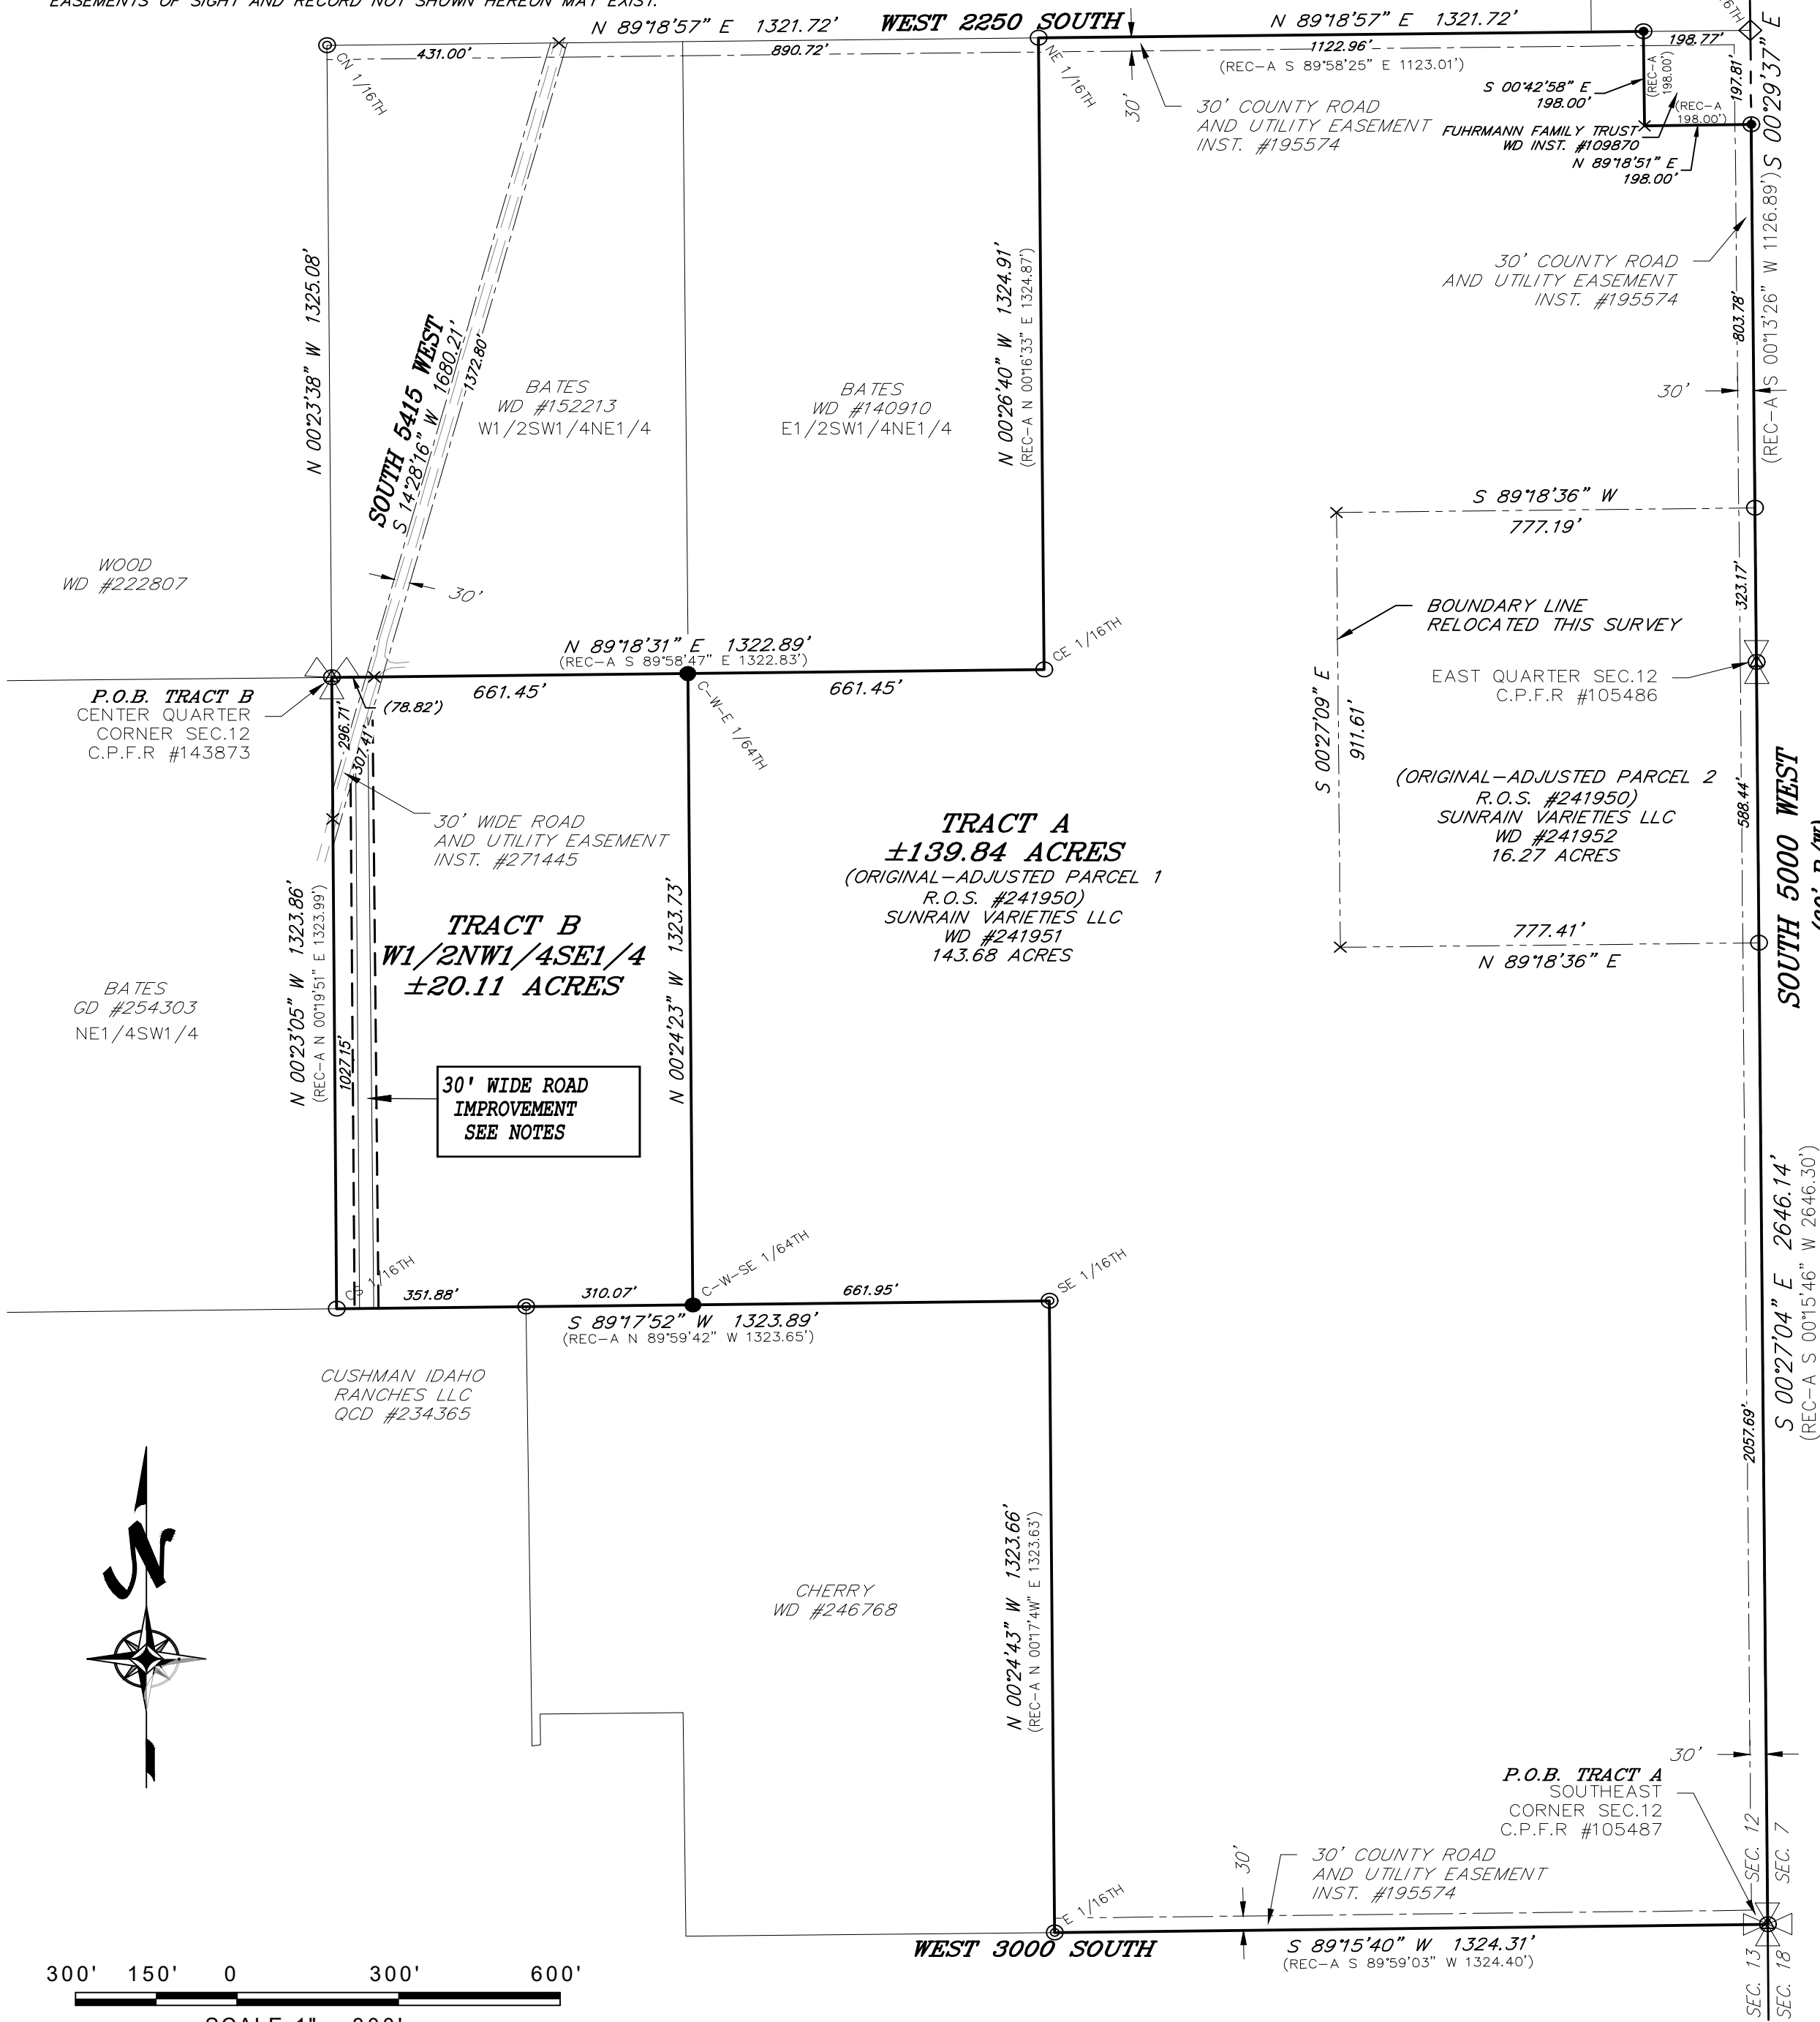 EASEMENTS OF SIGHT AND RECORD NOT SHOWN HEREON MAY EXIST.
N 89°18'57" E 1321.72'
WEST 2250 SOUTH
N 89°18'57" E 1321.72'
431.00'
890.72'
1122.96'
(REC-A S 89°58'25" E 1123.01')
198.77'
CN 1/16TH
NE 1/16TH
30'
30' COUNTY ROAD
AND UTILITY EASEMENT
INST. #195574
S 00°42'58" E
198.00'
(REC-A
198.00')
(REC-A
198.00')
197.81'
FUHRMANN FAMILY TRUST
WD INST. #109870
N 89°18'51" E
198.00'
S 00°29'37" E
(REC-A S 00°13'26" W 1126.89')
30' COUNTY ROAD
AND UTILITY EASEMENT
INST. #195574
803.78'
30'
N 00°23'38" W 1325.08'
SOUTH 5415 WEST
S 14°28'16" W 1680.21'
1372.80'
30'
BATES
WD #152213
W1/2SW1/4NE1/4
BATES
WD #140910
E1/2SW1/4NE1/4
N 00°26'40" W 1324.91'
(REC-A N 00°16'33" E 1324.87')
S 89°18'36" W
777.19'
WOOD
WD #222807
BOUNDARY LINE
RELOCATED THIS SURVEY
323.17'
EAST QUARTER SEC.12
C.P.F.R #105486
N 89°18'31" E 1322.89'
(REC-A S 89°58'47" E 1322.83')
CE 1/16TH
661.45'
661.45'
(78.82')
C-W-E 1/64TH
P.O.B. TRACT B
CENTER QUARTER
CORNER SEC.12
C.P.F.R #143873
296.71'
307.41'
30' WIDE ROAD
AND UTILITY EASEMENT
INST. #271445
S 00°27'09" E
911.61'
(ORIGINAL-ADJUSTED PARCEL 2
R.O.S. #241950)
SUNRAIN VARIETIES LLC
WD #241952
16.27 ACRES
588.44'
SOUTH 5000 WEST
TRACT A
±139.84 ACRES
(ORIGINAL-ADJUSTED PARCEL 1
R.O.S. #241950)
SUNRAIN VARIETIES LLC
WD #241951
143.68 ACRES
777.41'
N 89°18'36" E
TRACT B
W1/2NW1/4SE1/4
±20.11 ACRES
N 00°23'05" W 1323.86'
(REC-A N 00°19'51" E 1323.99')
1027.15'
N 00°24'23" W 1323.73'
BATES
GD #254303
NE1/4SW1/4
30' WIDE ROAD
IMPROVEMENT
SEE NOTES
S 00°27'04" E 2646.14'
(REC-A S 00°15'46" W 2646.30')
2057.69'
CS 1/16TH
C-W-SE 1/64TH
SE 1/16TH
351.88'
310.07'
661.95'
S 89°17'52" W 1323.89'
(REC-A N 89°59'42" W 1323.65')
CUSHMAN IDAHO
RANCHES LLC
QCD #234365
N
CHERRY
WD #246768
N 00°24'43" W 1323.66'
(REC-A N 00°17'4W" E 1323.63')
30'
P.O.B. TRACT A
SOUTHEAST
CORNER SEC.12
C.P.F.R #105487
SEC. 12
SEC. 7
30'
30' COUNTY ROAD
AND UTILITY EASEMENT
INST. #195574
E 1/16TH
WEST 3000 SOUTH
S 89°15'40" W 1324.31'
(REC-A S 89°59'03" W 1324.40')
SEC. 13
SEC. 18
300' 150' 0 300' 600'